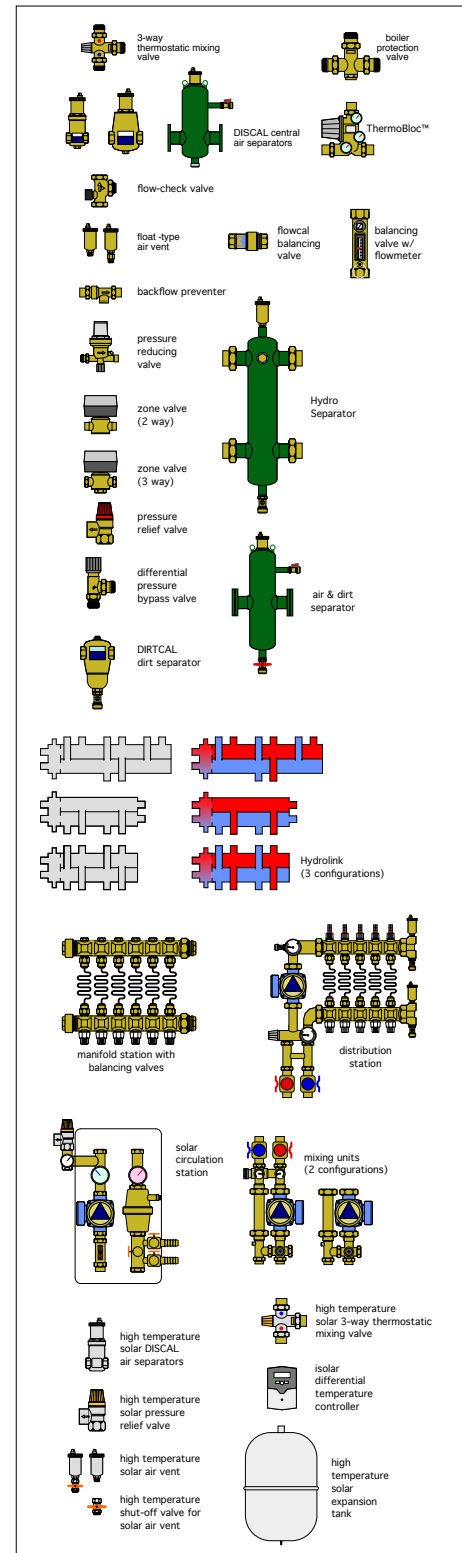 3-way
thermostatic mixing
valve
boiler
protection
valve
DISCAL central
air separators
ThermoBloc™
flow-check valve
float -type
air vent
flowcal
balancing
valve
balancing
valve w/
flowmeter
backflow preventer
pressure
reducing
valve
Hydro
Separator
zone valve
(2 way)
zone valve
(3 way)
pressure
relief valve
differential
pressure
bypass valve
air & dirt
separator
DIRTCAL
dirt separator
Hydrolink
(3 configurations)
manifold station with
balancing valves
distribution
station
solar
circulation
station
mixing units
(2 configurations)
high temperature
solar 3-way thermostatic
mixing valve
high temperature
solar DISCAL
air separators
isolar
differential
temperature
controller
high temperature
solar pressure
relief valve
high temperature
solar air vent
high
temperature
solar
expansion
tank
high temperature
shut-off valve for
solar air vent